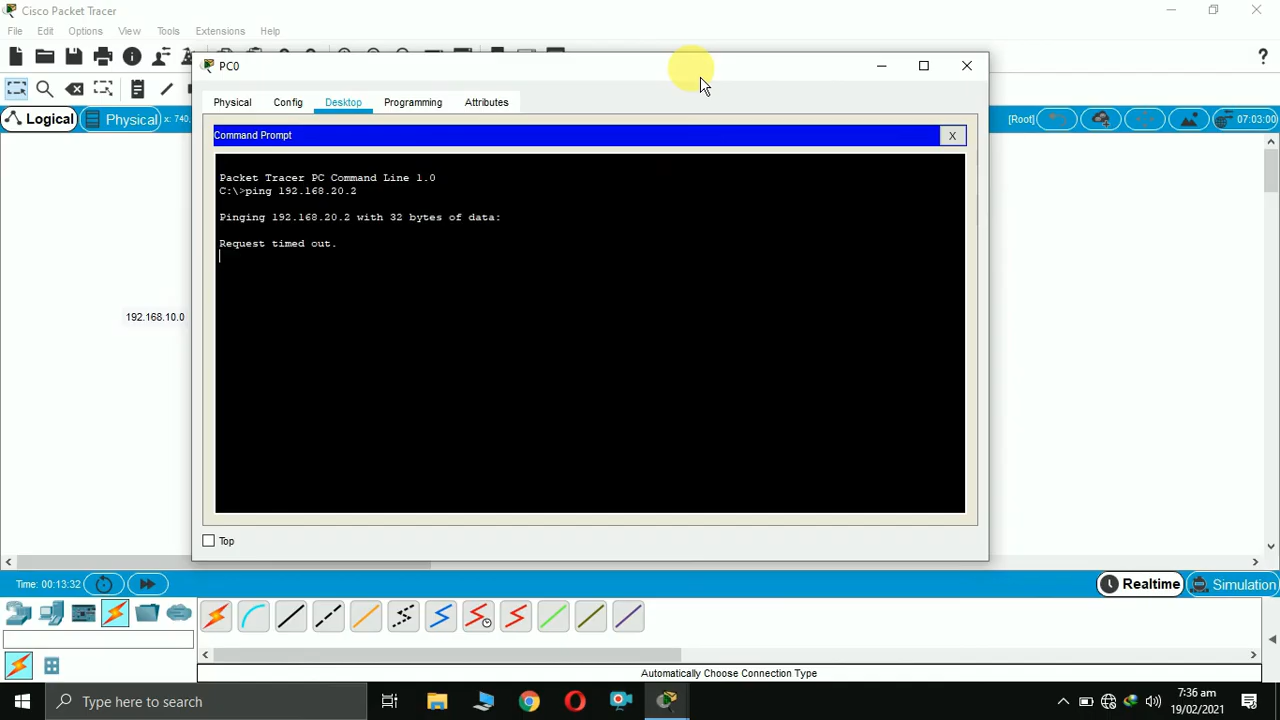 Cisco Packet Tracer
File Edit Options View Tools Extensions Help
?
PC0
Physical Config Desktop Programming Attributes
Logical Physical x: 740, [Root] 07:03:00
Command Prompt X
Packet Tracer PC Command Line 1.0
C:\>ping 192.168.20.2
Pinging 192.168.20.2 with 32 bytes of data:
Request timed out.
192.168.10.0
Top
Time: 00:13:32 Realtime Simulation
Automatically Choose Connection Type
Type here to search
7:36 am
19/02/2021